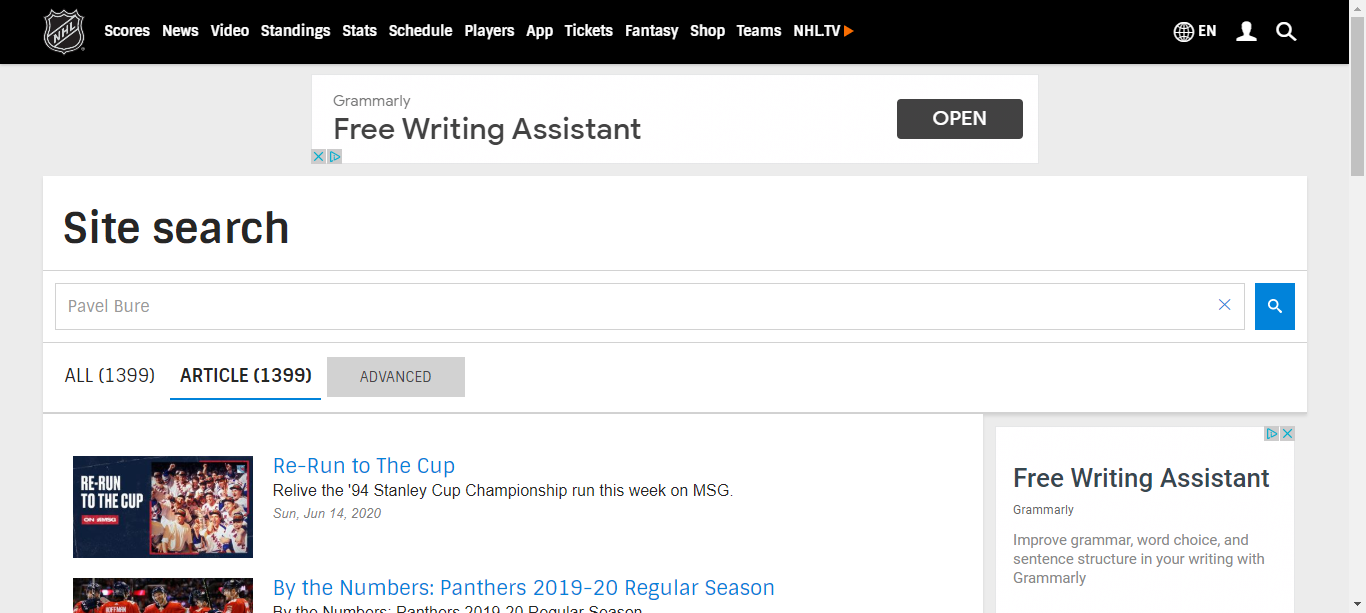 NHL
Scores News Video Standings Stats Schedule Players App Tickets Fantasy Shop Teams NHL.TV EN
Grammarly
Free Writing Assistant
OPEN
Site search
Pavel Bure
ALL (1399) ARTICLE (1399) ADVANCED
RE-RUN
TO THE CUP
ON MSG
Re-Run to The Cup
Relive the '94 Stanley Cup Championship run this week on MSG.
Sun, Jun 14, 2020
HOFFMAN
By the Numbers: Panthers 2019-20 Regular Season
By the Numbers: Panthers 2019-20 Regular Season
Free Writing Assistant
Grammarly
Improve grammar, word choice, and
sentence structure in your writing with
Grammarly